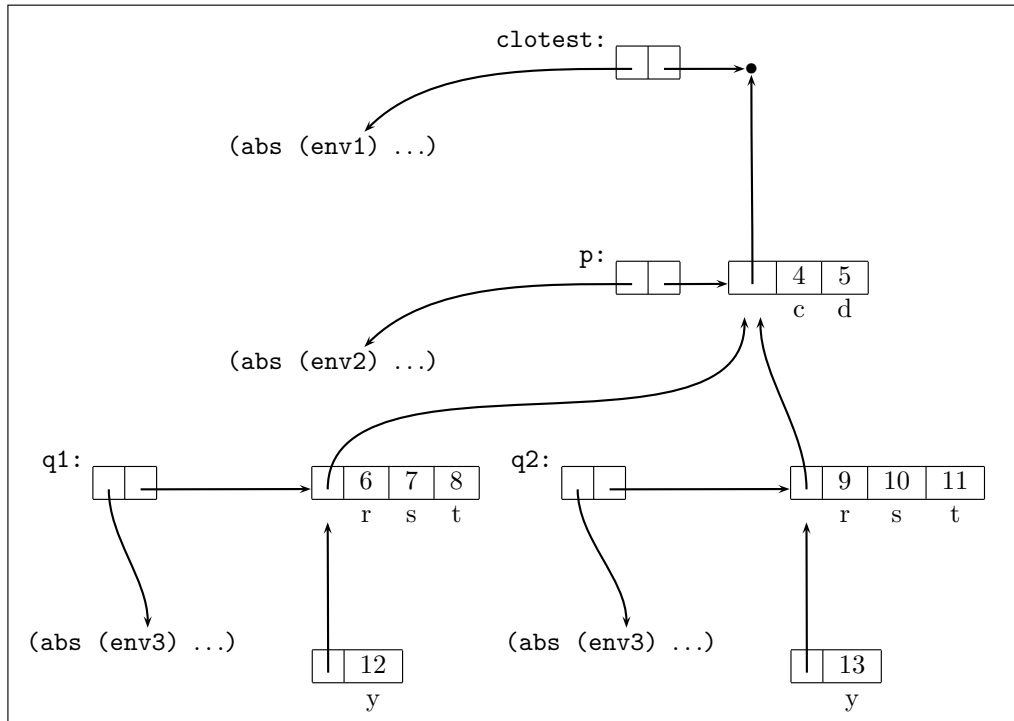 clotest:
(abs (env1) ...)
p:
4 5
c d
(abs (env2) ...)
q1:
6 7 8
r s t
q2:
9 10 11
r s t
(abs (env3) ...)
(abs (env3) ...)
12
y
13
y